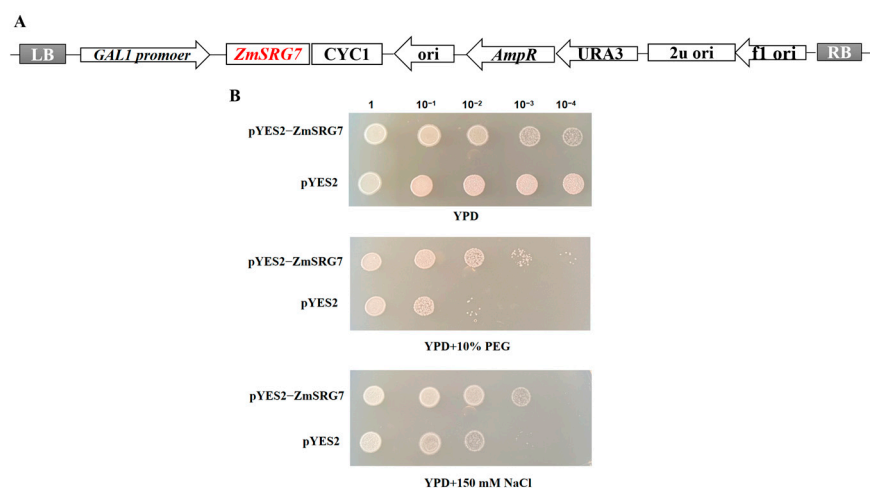 A
LB GAL1 promoer ZmSRG7 CYC1 ori AmpR URA3 2u ori f1 ori RB
B
1 10⁻¹ 10⁻² 10⁻³ 10⁻⁴
pYES2−ZmSRG7
pYES2
YPD
pYES2−ZmSRG7
pYES2
YPD+10% PEG
pYES2−ZmSRG7
pYES2
YPD+150 mM NaCl